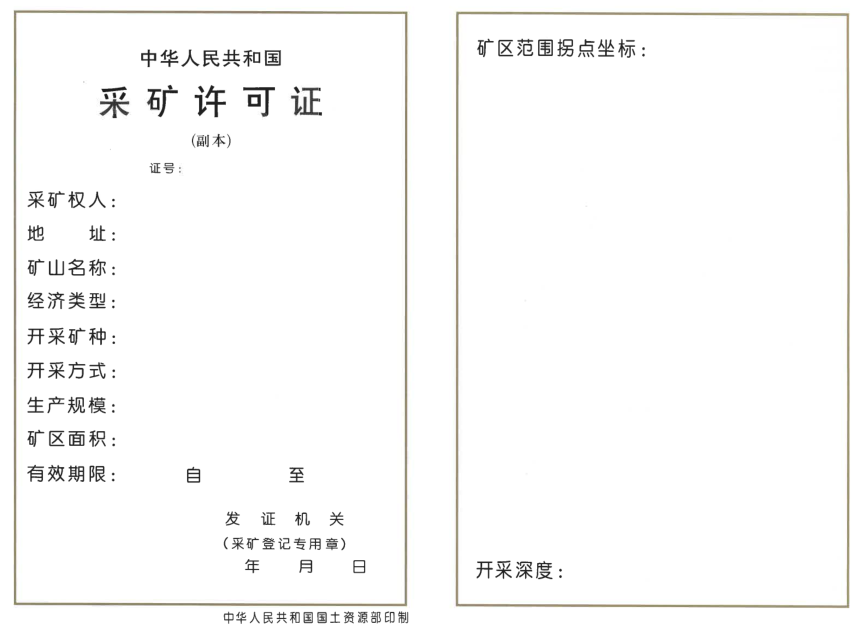 中华人民共和国
采矿许可证
(副本)
证号：
采矿权人：
地　　址：
矿山名称：
经济类型：
开采矿种：
开采方式：
生产规模：
矿区面积：
有效期限：　　　自　　　　至
发 证 机 关
（采矿登记专用章）
年　　月　　日
中华人民共和国国土资源部印制
矿区范围拐点坐标：
开采深度：